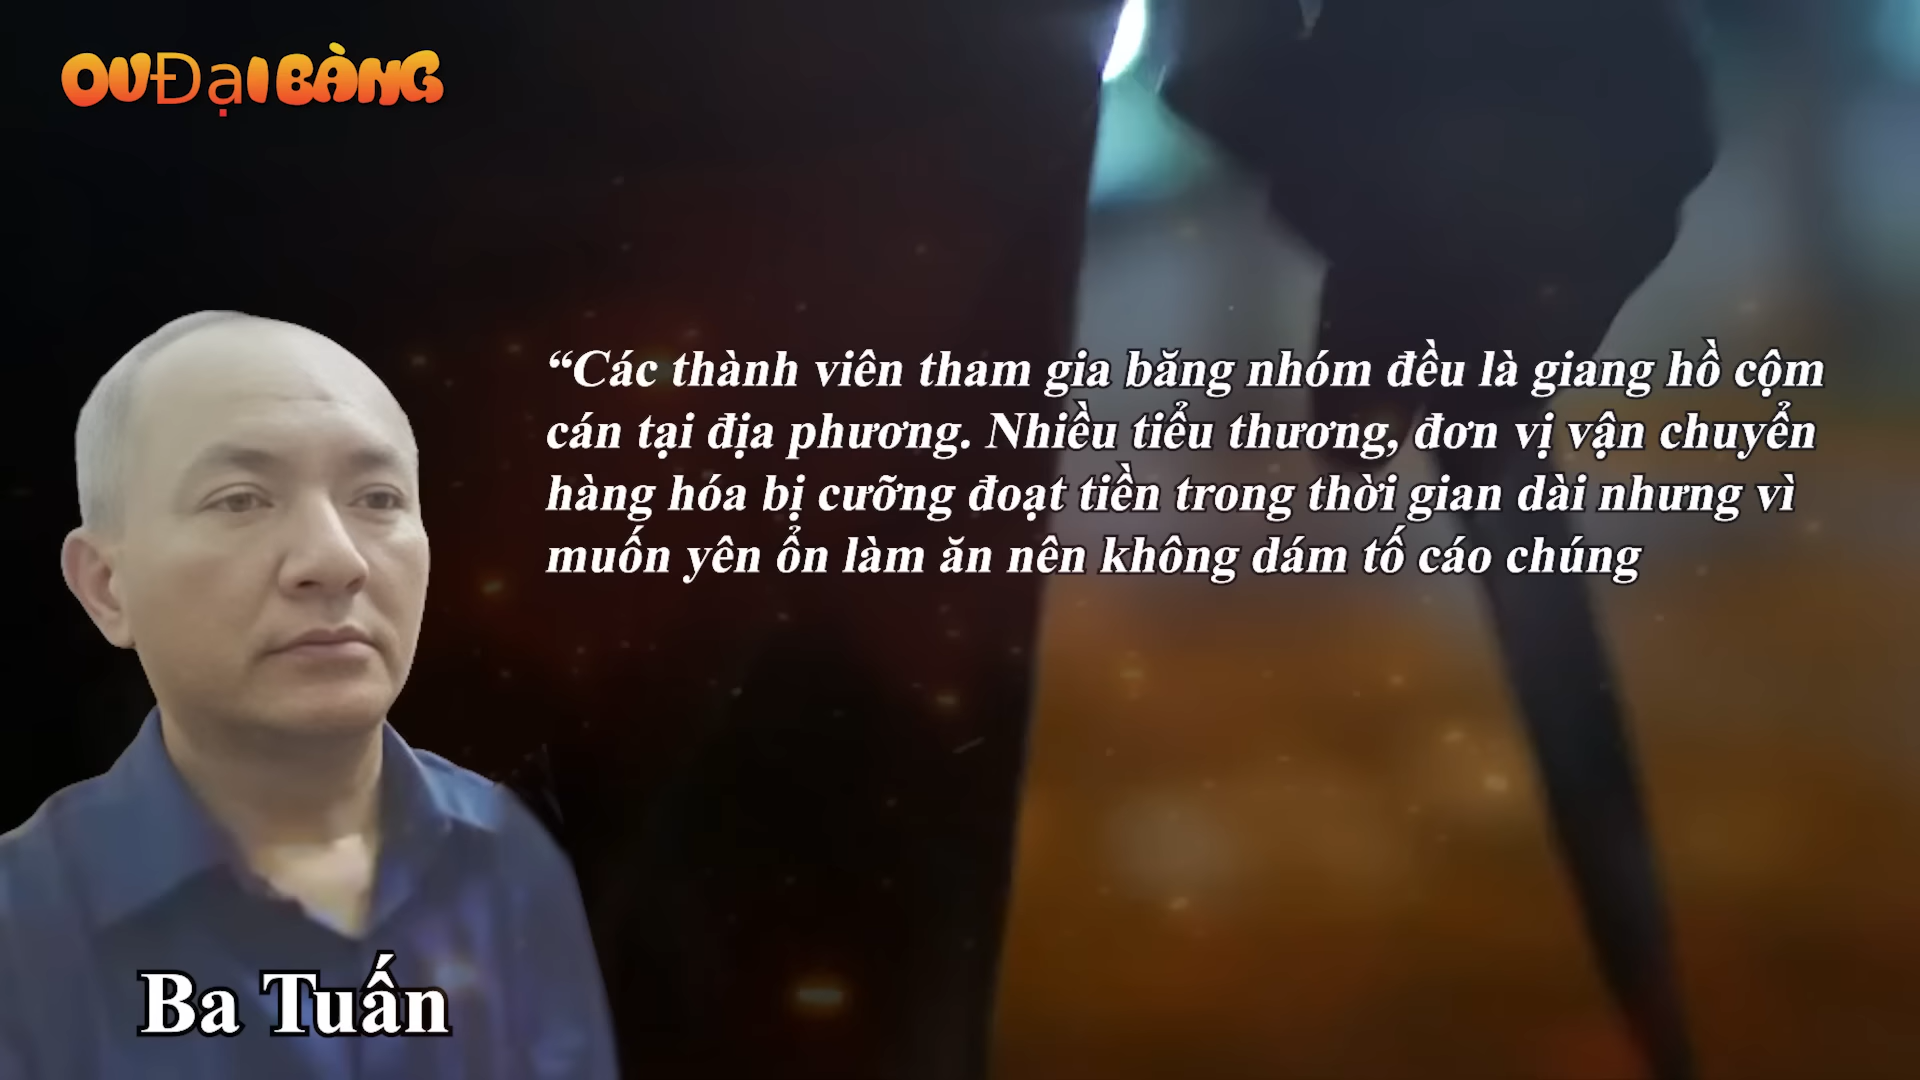 OUĐạI BÀNG
“Các thành viên tham gia băng nhóm đều là giang hồ cộm
cán tại địa phương. Nhiều tiểu thương, đơn vị vận chuyển
hàng hóa bị cưỡng đoạt tiền trong thời gian dài nhưng vì
muốn yên ổn làm ăn nên không dám tố cáo chúng
Ba Tuấn